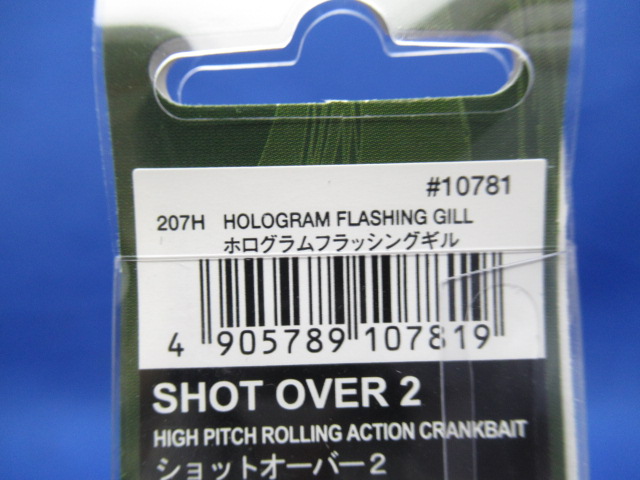 #10781
207H HOLOGRAM FLASHING GILL
ホログラムフラッシングギル
4 905789 107819
SHOT OVER 2
HIGH PITCH ROLLING ACTION CRANKBAIT
ショットオーバー2